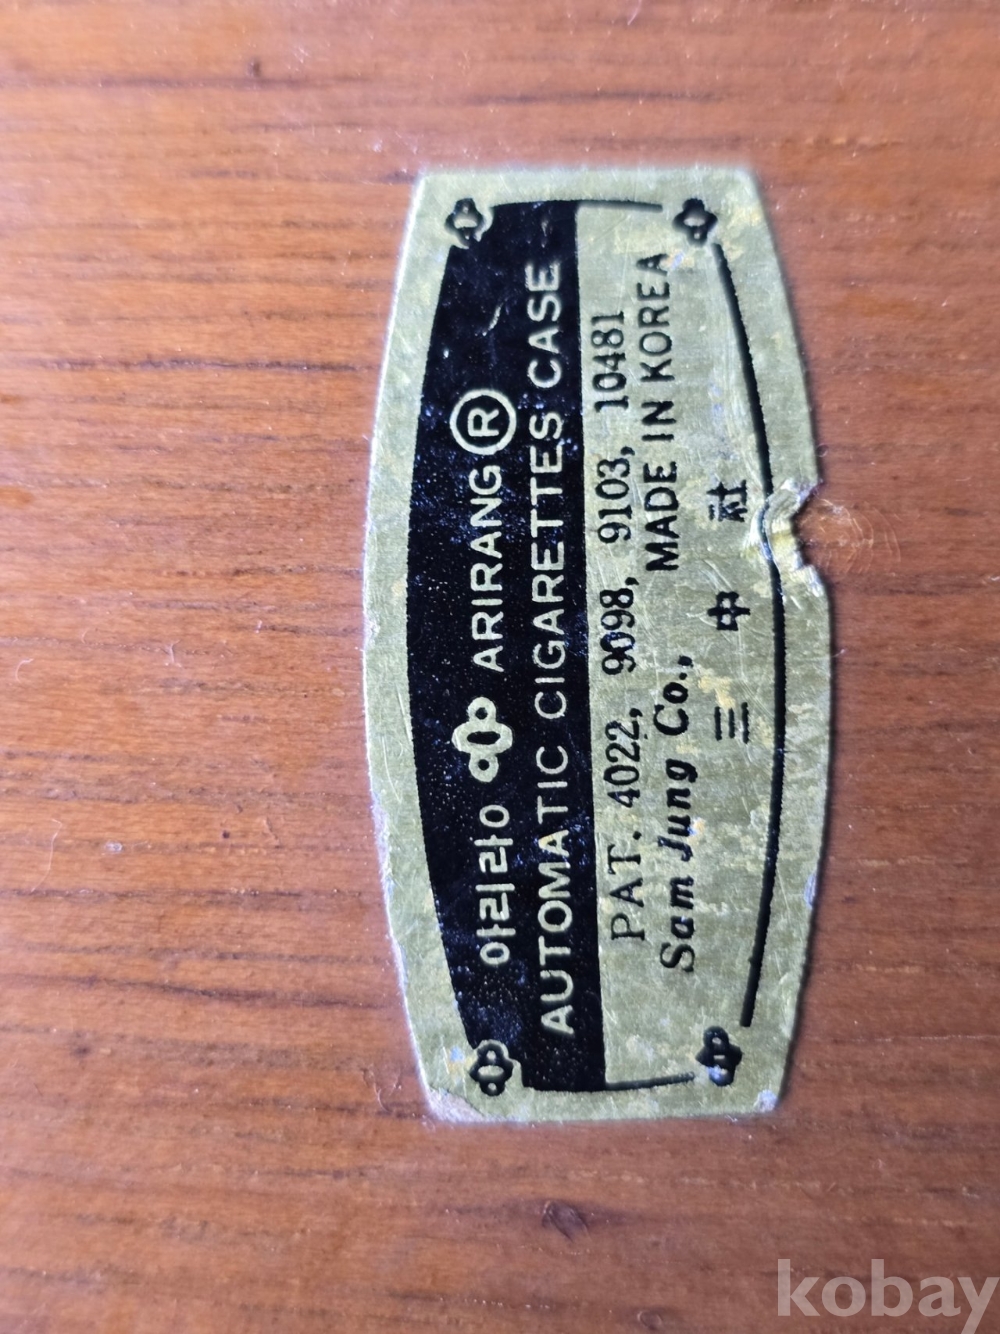 아리랑 ARIRANG ®
AUTOMATIC CIGARETTES CASE
PAT. 4022, 9098, 9103, 10481
Sam Jung Co., MADE IN KOREA
三中社
kobay